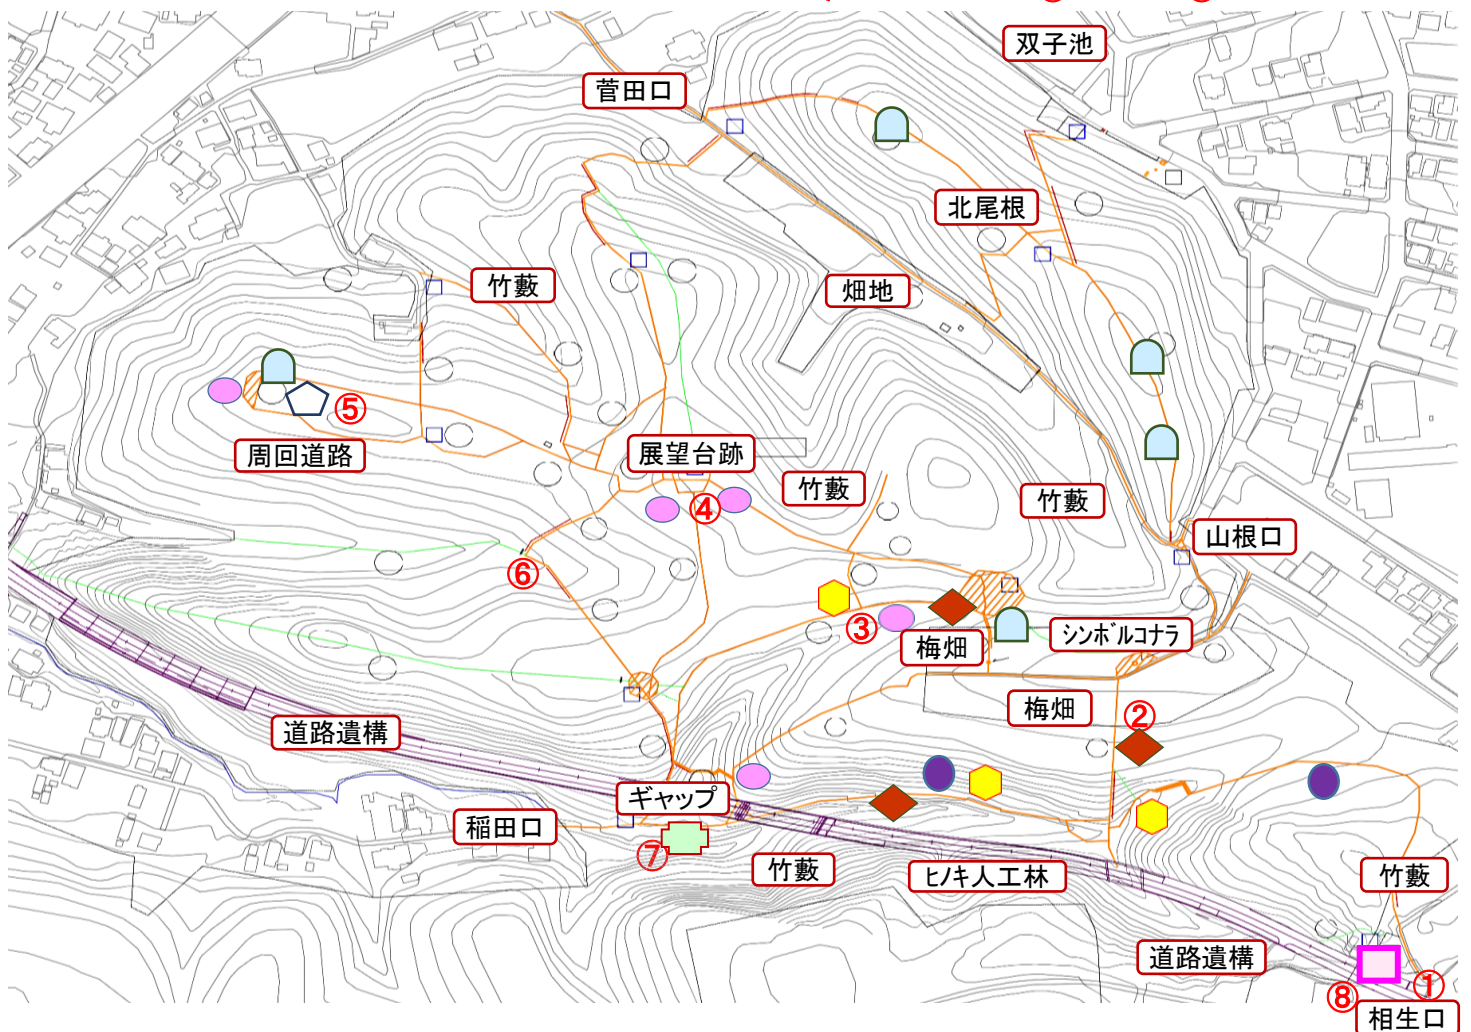 双子池
菅田口
北尾根
竹藪
畑地
⑤
周回道路
展望台跡
竹藪
竹藪
④
山根口
⑥
③
梅畑
シンボルコナラ
梅畑
②
道路遺構
ギャップ
稲田口
⑦
竹藪
ヒノキ人工林
竹藪
道路遺構
⑧
①
相生口